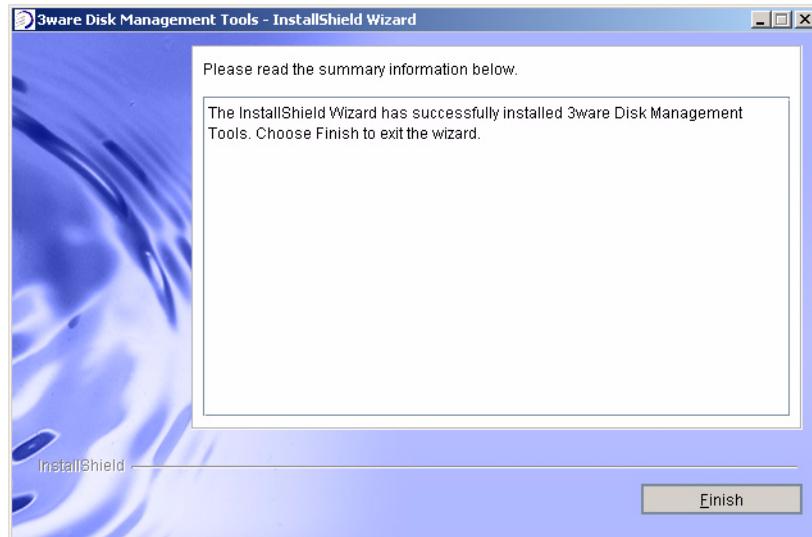 3ware Disk Management Tools - InstallShield Wizard
Please read the summary information below.
The InstallShield Wizard has successfully installed 3ware Disk Management
Tools. Choose Finish to exit the wizard.
InstallShield
Finish